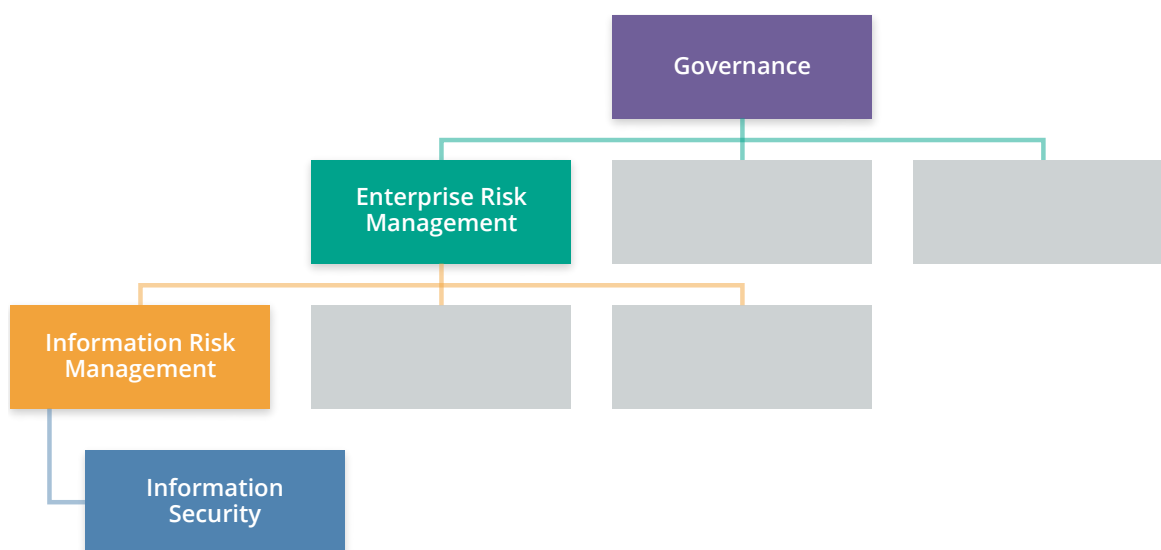 Governance
Enterprise Risk
Management
Information Risk
Management
Information
Security